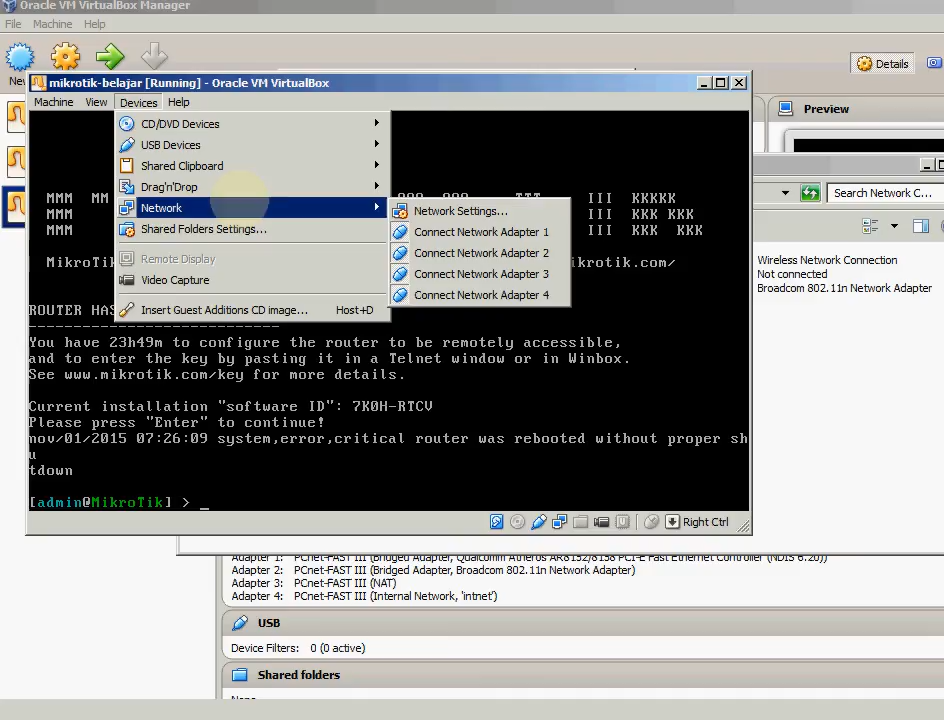 Oracle VM VirtualBox Manager
File Machine Help
Details
mikrotik-belajar [Running] - Oracle VM VirtualBox
Machine View Devices Help
Preview
CD/DVD Devices
USB Devices
Shared Clipboard
Drag'n'Drop
Network
Shared Folders Settings...
Remote Display
Video Capture
Insert Guest Additions CD image... Host+D
Network Settings...
Connect Network Adapter 1
Connect Network Adapter 2
Connect Network Adapter 3
Connect Network Adapter 4
Search Network C...
Wireless Network Connection
Not connected
Broadcom 802.11n Network Adapter
MMM MM TTT III KKKKK
MMM III KKK KKK
MMM III KKK KKK
ikrotik.com/
ROUTER HAS
----------------------------
You have 23h49m to configure the router to be remotely accessible,
and to enter the key by pasting it in a Telnet window or in Winbox.
See www.mikrotik.com/key for more details.
Current installation "software ID": 7K0H-RTCV
Please press "Enter" to continue!
nov/01/2015 07:26:09 system,error,critical router was rebooted without proper sh
u
tdown
[admin@MikroTik] > _
Right Ctrl
Adapter 1: PCnet-FAST III (Bridged Adapter, Qualcomm Atheros AR8152/8158 PCI-E Fast Ethernet Controller (NDIS 6.20))
Adapter 2: PCnet-FAST III (Bridged Adapter, Broadcom 802.11n Network Adapter)
Adapter 3: PCnet-FAST III (NAT)
Adapter 4: PCnet-FAST III (Internal Network, 'intnet')
USB
Device Filters: 0 (0 active)
Shared folders
None